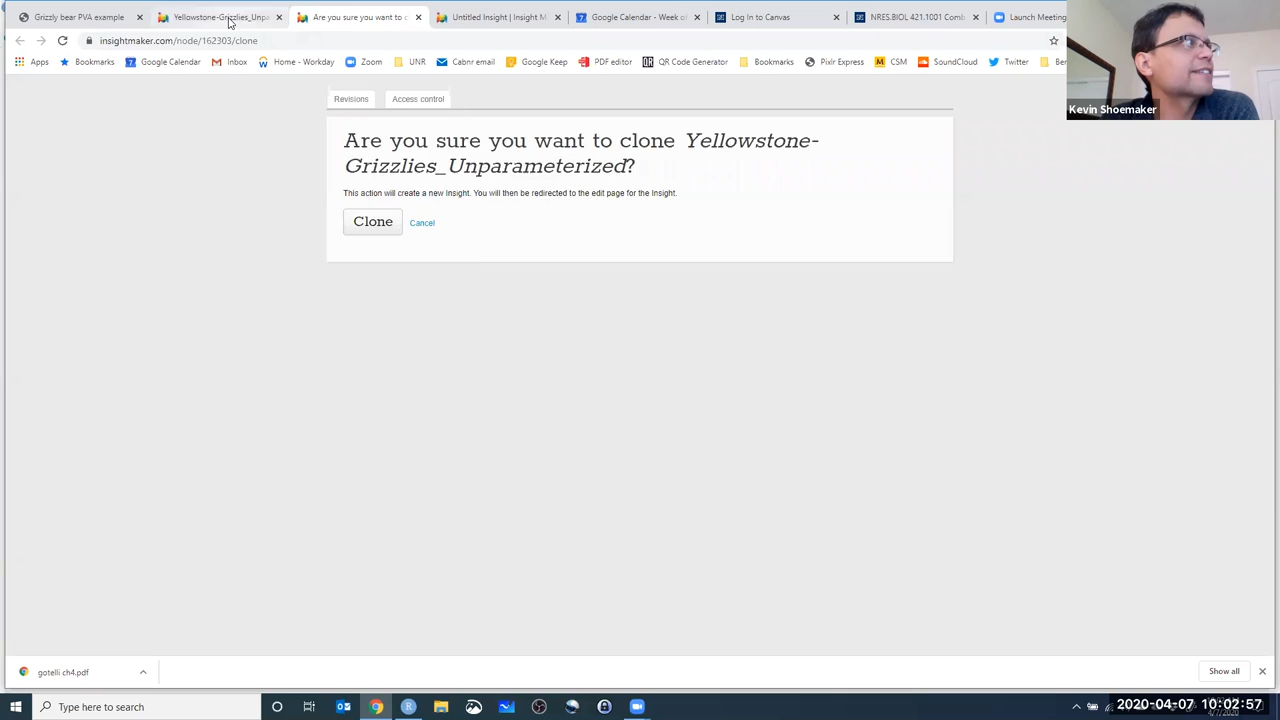 Grizzly bear PVA example
Yellowstone-Grizzlies_Unpa
Are you sure you want to c
Untitled Insight | Insight M
Google Calendar - Week of
Log In to Canvas
NRES.BIOL 421.1001 Comb
Launch Meeting
insightmaker.com/node/162303/clone
Apps
Bookmarks
Google Calendar
Inbox
Home - Workday
Zoom
UNR
Cabnr email
Google Keep
PDF editor
QR Code Generator
Bookmarks
Pixlr Express
CSM
SoundCloud
Twitter
Ber
Kevin Shoemaker
Revisions
Access control
Are you sure you want to clone Yellowstone-
Grizzlies_Unparameterized?
This action will create a new Insight. You will then be redirected to the edit page for the Insight.
Clone
Cancel
gotelli ch4.pdf
Show all
Type here to search
2020-04-07 10:02:57